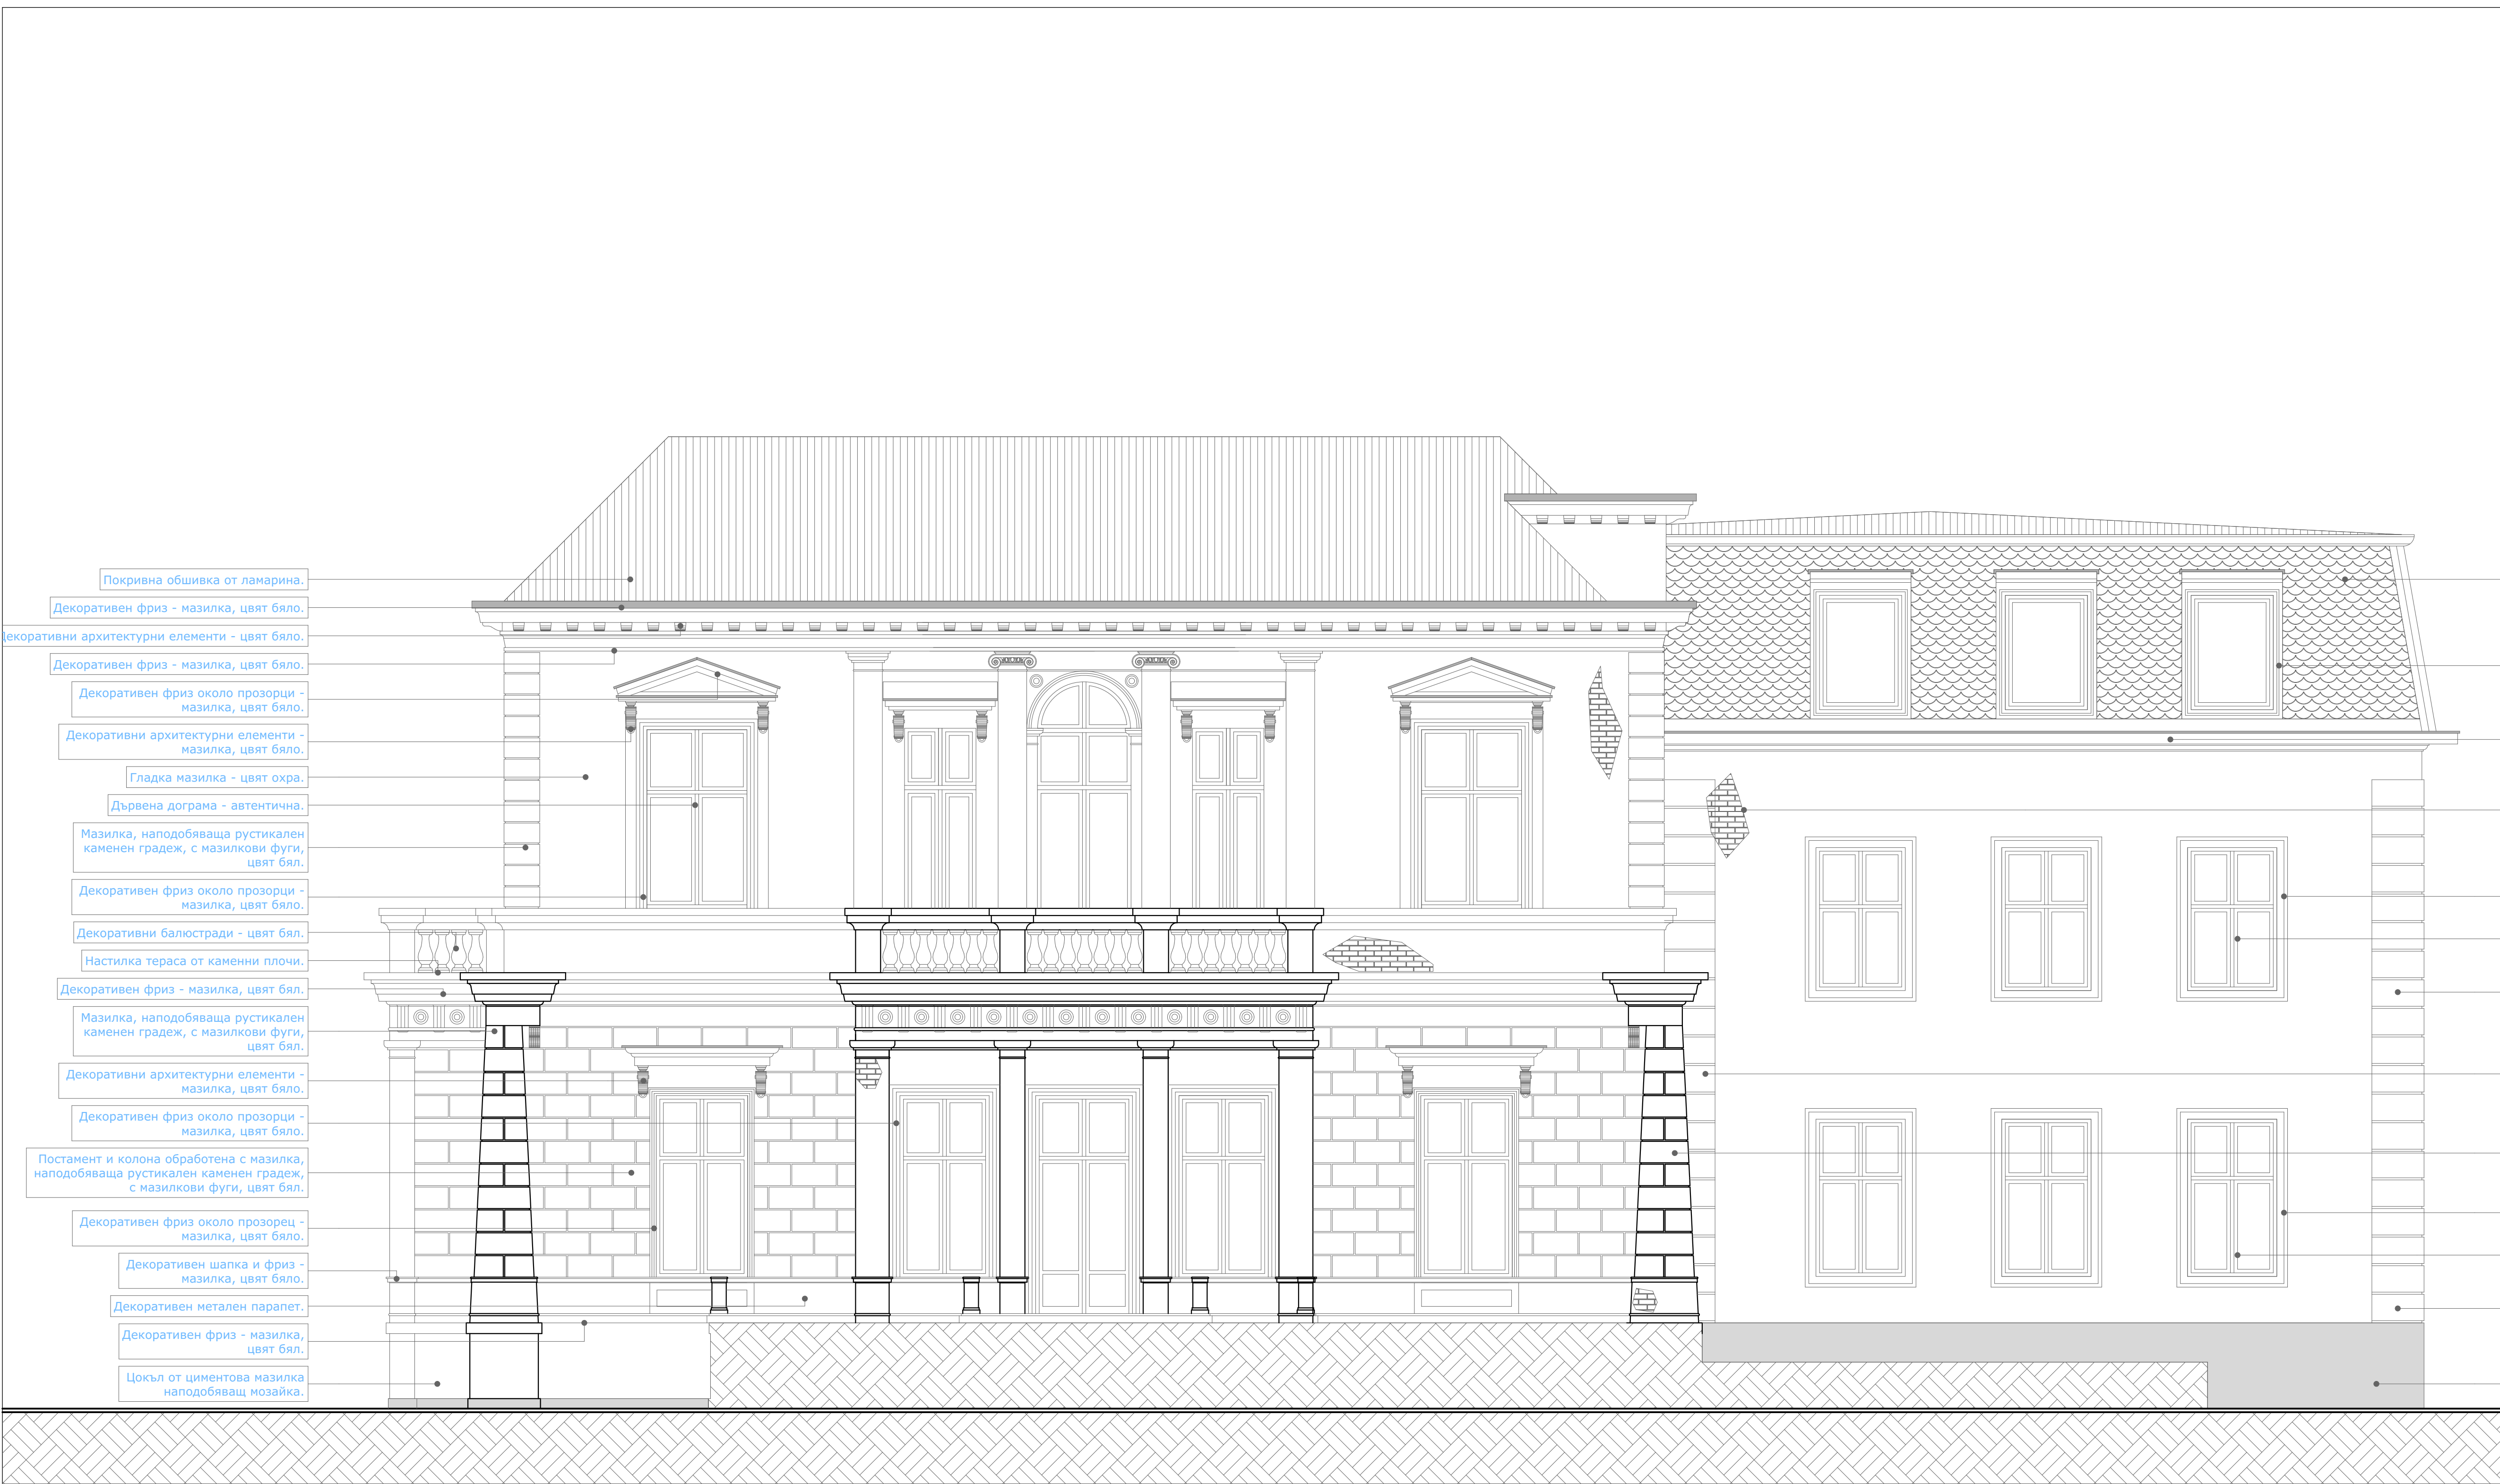 Покривна обшивка от ламарина.
Декоративен фриз - мазилка, цвят бяло.
Декоративни архитектурни елементи - цвят бяло.
Декоративен фриз - мазилка, цвят бяло.
Декоративен фриз около прозорци -
мазилка, цвят бяло.
Декоративни архитектурни елементи -
мазилка, цвят бяло.
Гладка мазилка - цвят охра.
Дървена дограма - автентична.
Мазилка, наподобяваща рустикален
каменен градеж, с мазилкови фуги,
цвят бял.
Декоративен фриз около прозорци -
мазилка, цвят бяло.
Декоративни балюстради - цвят бял.
Настилка тераса от каменни плочи.
Декоративен фриз - мазилка, цвят бял.
Мазилка, наподобяваща рустикален
каменен градеж, с мазилкови фуги,
цвят бял.
Декоративни архитектурни елементи -
мазилка, цвят бяло.
Декоративен фриз около прозорци -
мазилка, цвят бяло.
Постамент и колона обработена с мазилка,
наподобяваща рустикален каменен градеж,
с мазилкови фуги, цвят бял.
Декоративен фриз около прозорец -
мазилка, цвят бяло.
Декоративен шапка и фриз -
мазилка, цвят бяло.
Декоративен метален парапет.
Декоративен фриз - мазилка,
цвят бял.
Цокъл от циментова мазилка
наподобяващ мозайка.